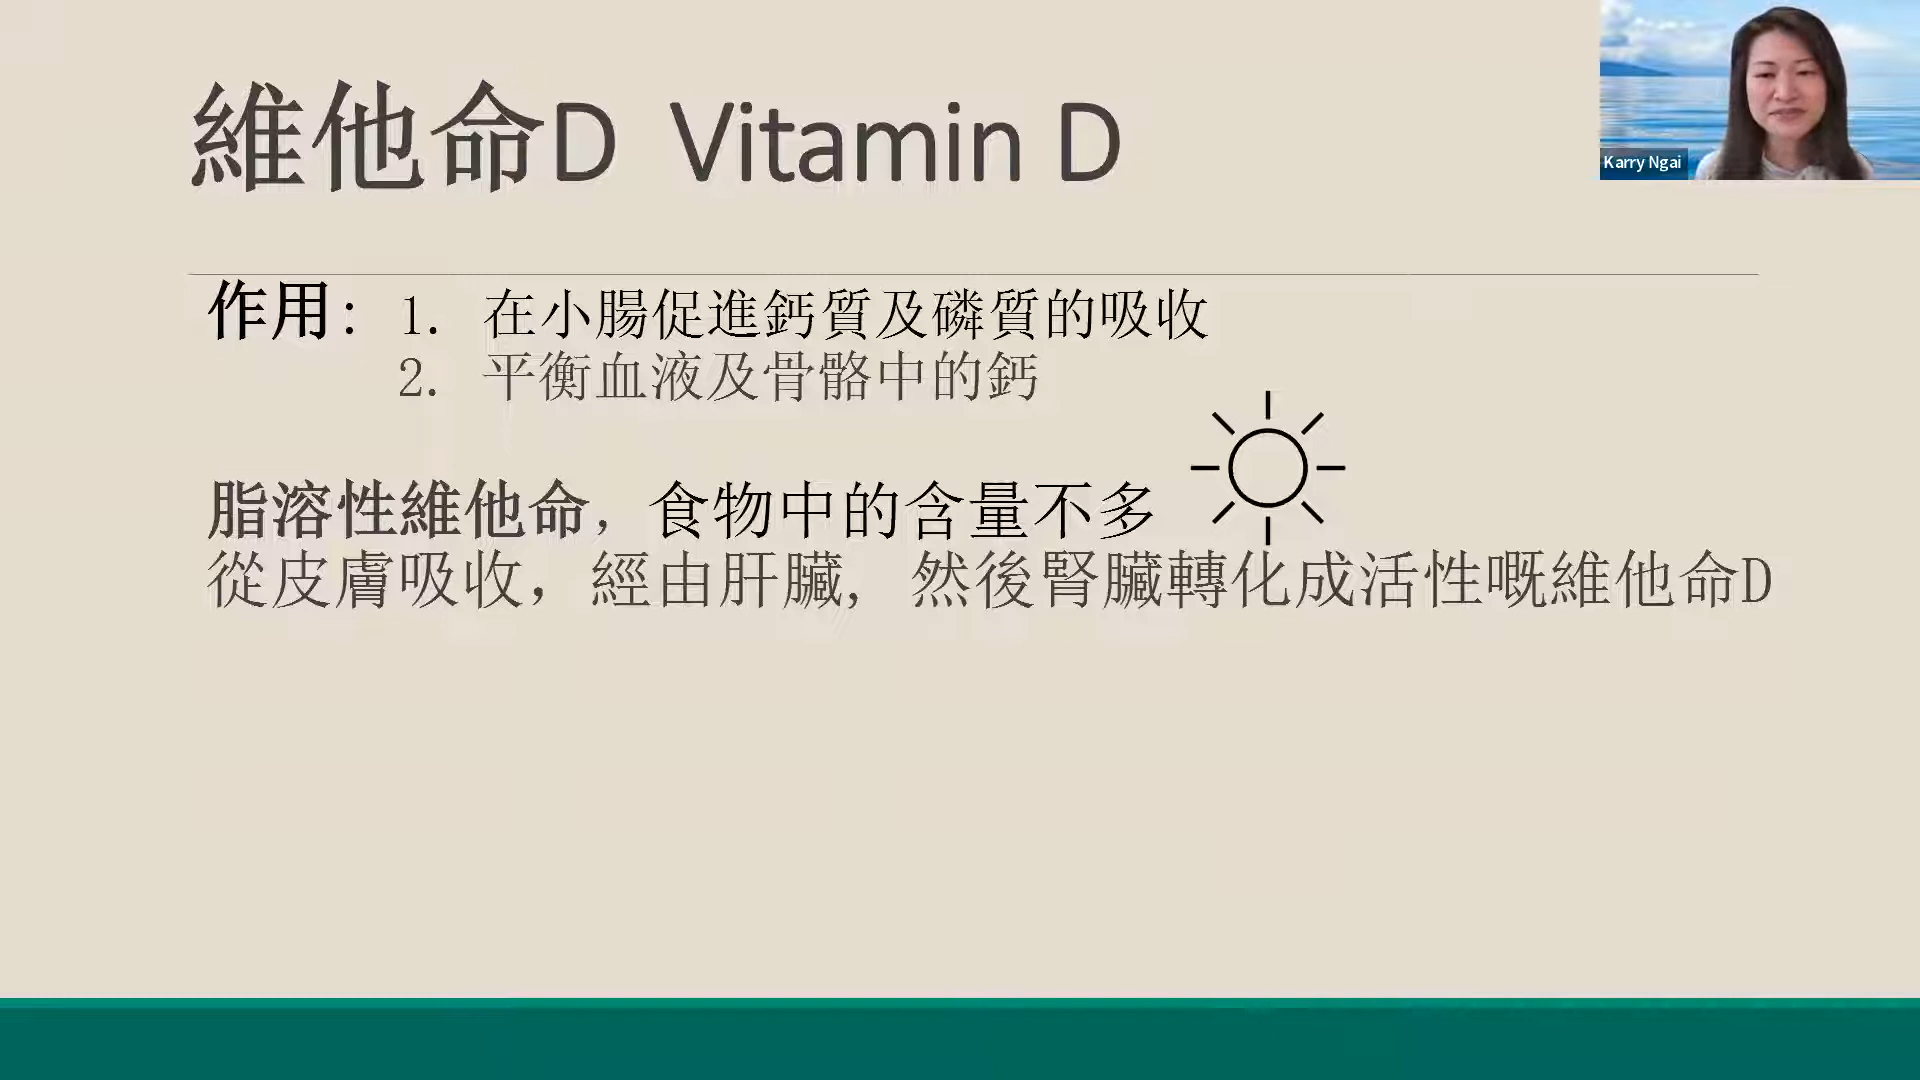 維他命D Vitamin D
Karry Ngai
作用: 1. 在小腸促進鈣質及磷質的吸收
2. 平衡血液及骨骼中的鈣
脂溶性維他命，食物中的含量不多
從皮膚吸收，經由肝臟, 然後腎臟轉化成活性嘅維他命D